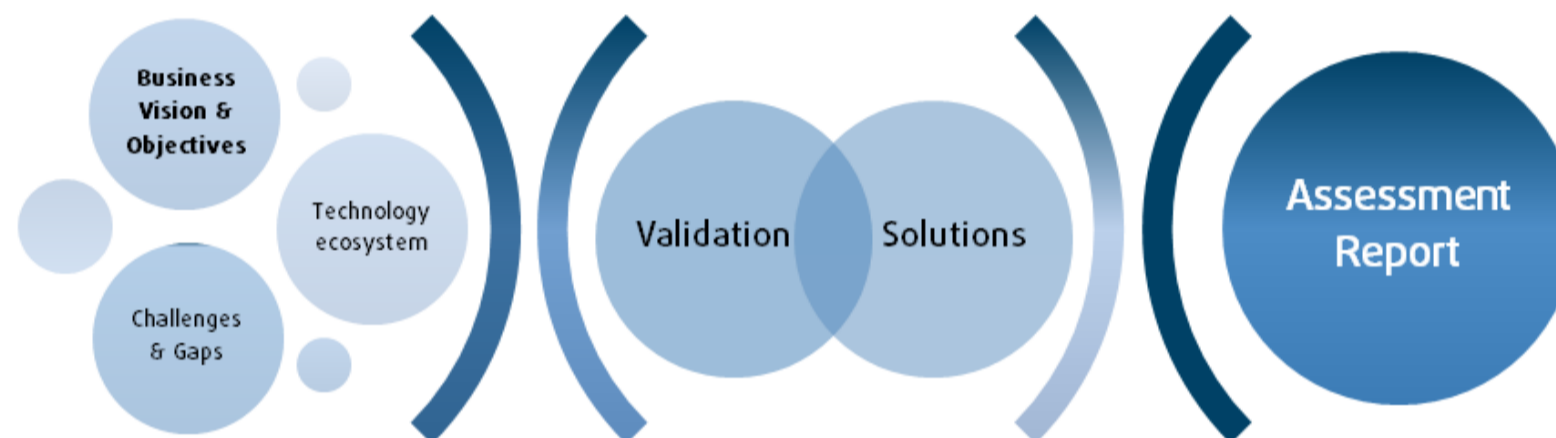 Business
Vision &
Objectives
Technology
ecosystem
Challenges
& Gaps
Validation
Solutions
Assessment
Report